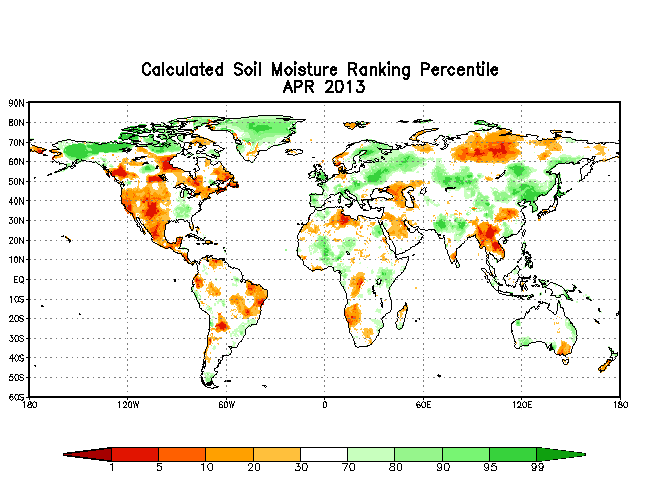 Calculated Soil Moisture Ranking Percentile
APR 2013
90N
80N
70N
60N
50N
40N
30N
20N
10N
EQ
10S
20S
30S
40S
50S
60S
180 120W 60W 0 60E 120E 180
1 5 10 20 30 70 80 90 95 99